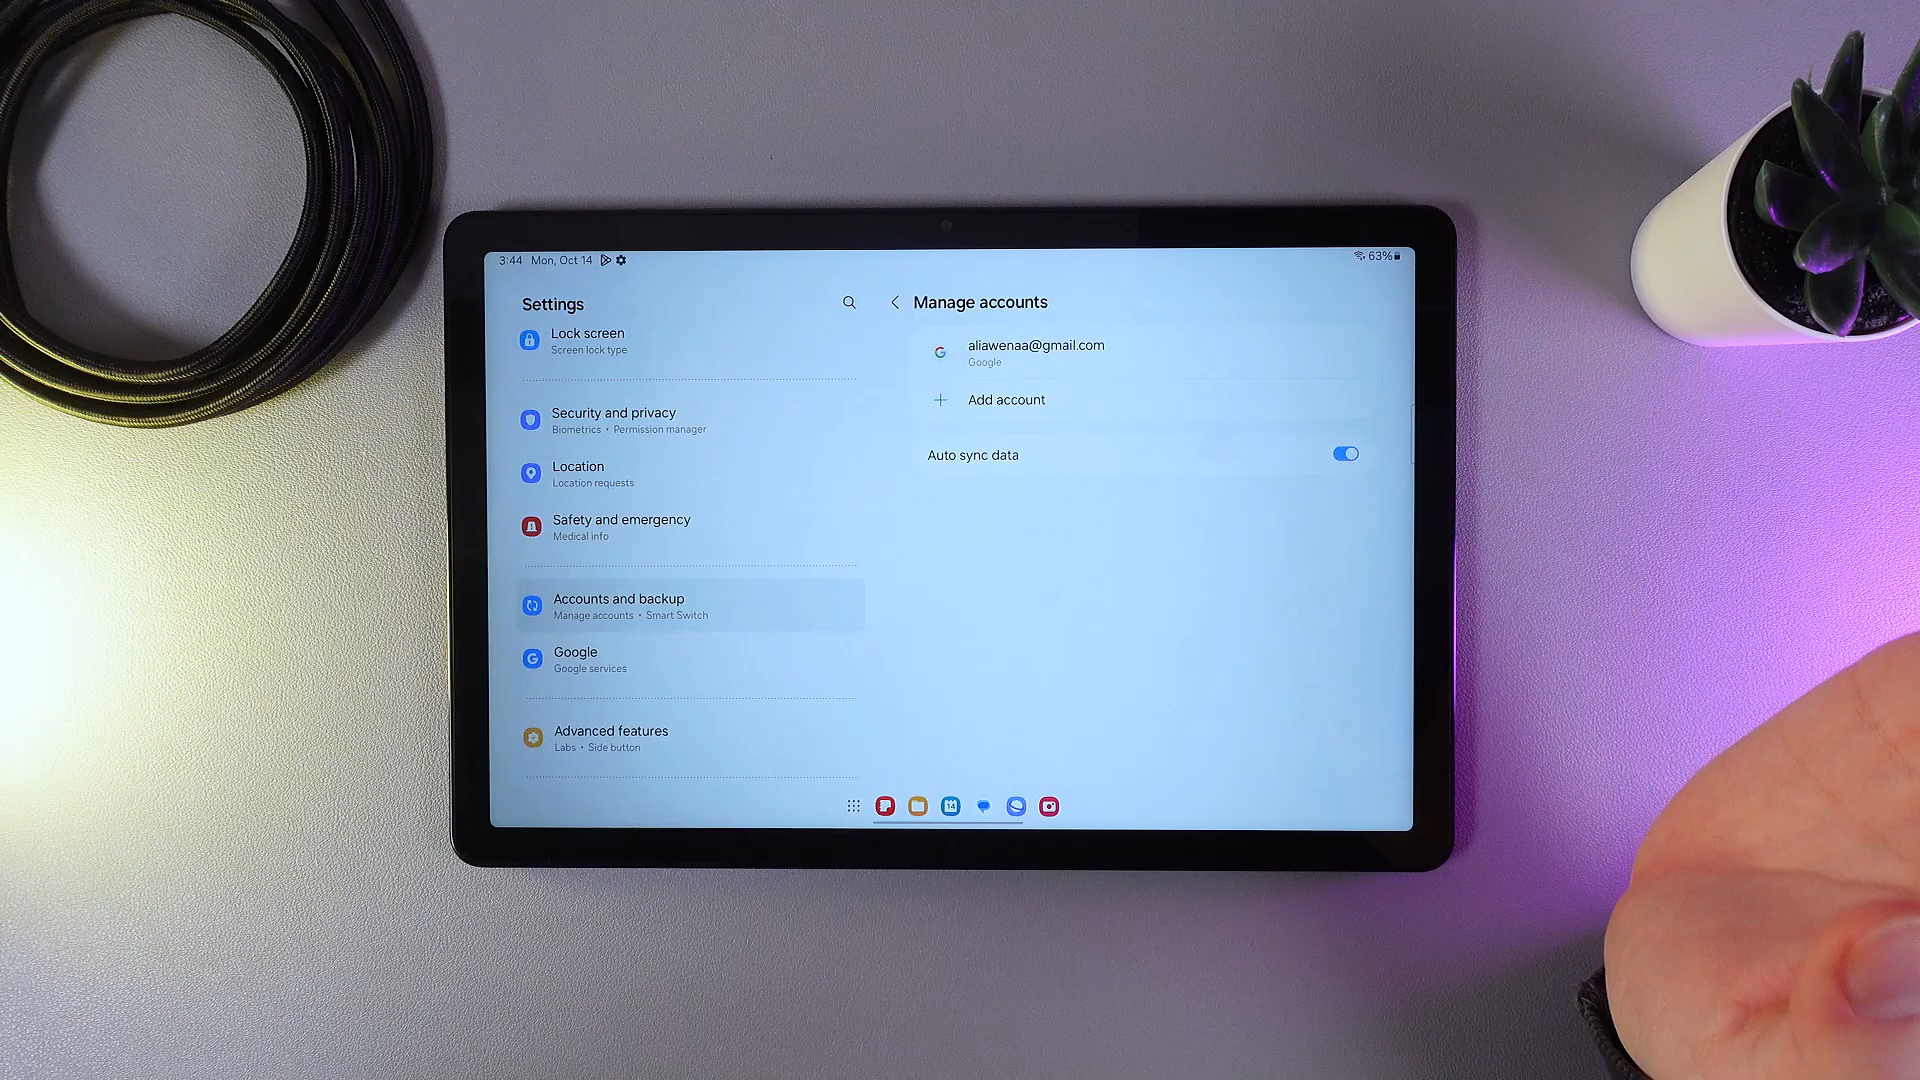 3:44 Mon, Oct 14
63%
Settings
Lock screen
Screen lock type
Security and privacy
Biometrics • Permission manager
Location
Location requests
Safety and emergency
Medical info
Accounts and backup
Manage accounts • Smart Switch
Google
Google services
Advanced features
Labs • Side button
Manage accounts
aliawenaa@gmail.com
Google
Add account
Auto sync data
14